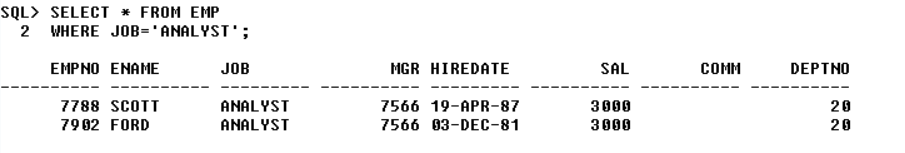 SQL> SELECT * FROM EMP
2 WHERE JOB='ANALYST';
EMPNO ENAME JOB MGR HIREDATE SAL COMM DEPTNO
---------- ---------- --------- ---------- --------- ---------- ---------- ----------
7788 SCOTT ANALYST 7566 19-APR-87 3000 20
7902 FORD ANALYST 7566 03-DEC-81 3000 20